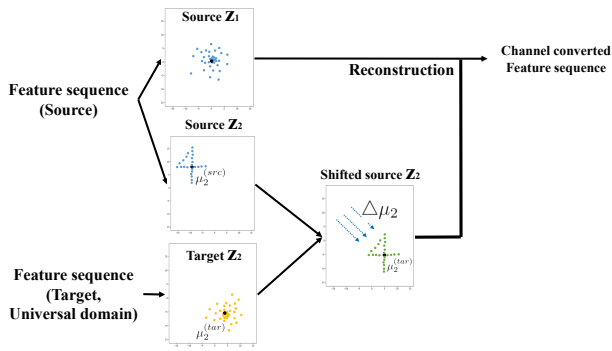 Source Z₁
Channel converted
Feature sequence
Reconstruction
Feature sequence
(Source)
Source Z₂
μ₂⁽ˢʳᶜ⁾
Shifted source Z₂
△μ₂
μ₂⁽ᵗᵃʳ⁾
Target Z₂
Feature sequence
(Target,
Universal domain)
μ₂⁽ᵗᵃʳ⁾